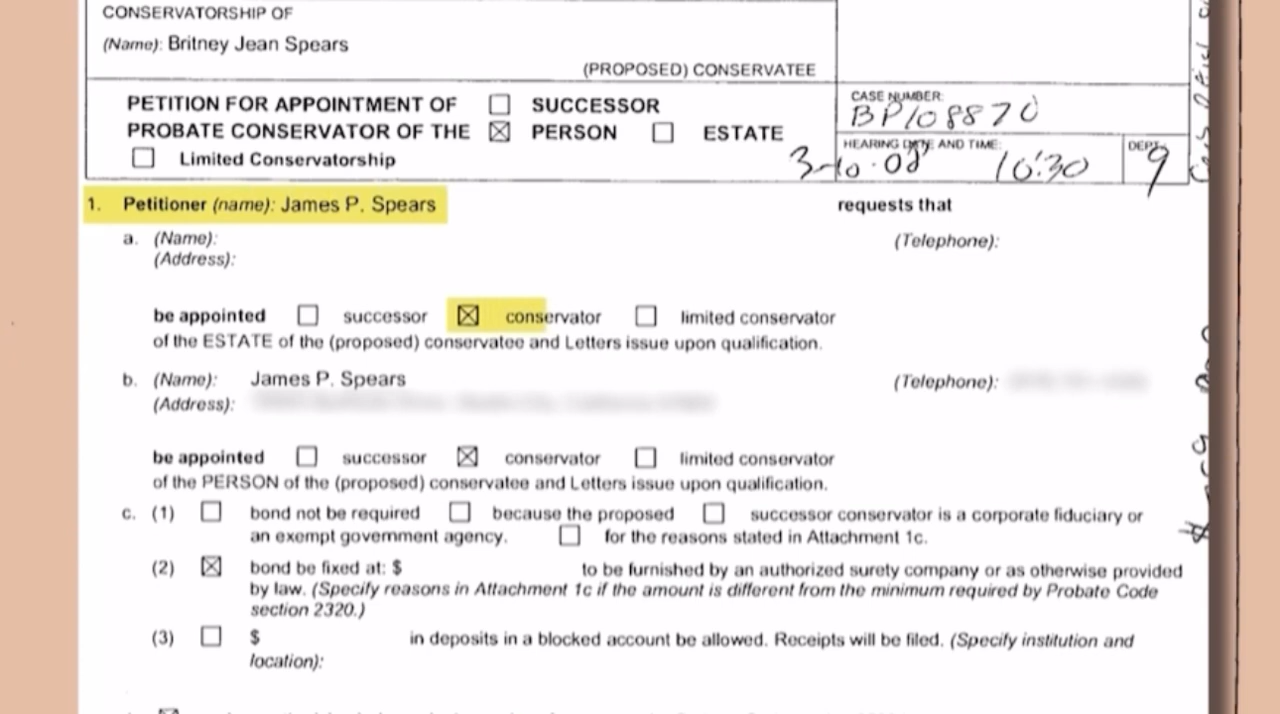 CONSERVATORSHIP OF
(Name): Britney Jean Spears
(PROPOSED) CONSERVATEE
PETITION FOR APPOINTMENT OF ☐ SUCCESSOR
PROBATE CONSERVATOR OF THE ☒ PERSON ☐ ESTATE
☐ Limited Conservatorship
CASE NUMBER:
BP108870
HEARING DATE AND TIME:
3-10-08 10:30
DEPT.:
9
1. Petitioner (name): James P. Spears requests that
a. (Name): (Telephone):
(Address):
be appointed ☐ successor ☒ conservator ☐ limited conservator
of the ESTATE of the (proposed) conservatee and Letters issue upon qualification.
b. (Name): James P. Spears (Telephone):
(Address):
be appointed ☐ successor ☒ conservator ☐ limited conservator
of the PERSON of the (proposed) conservatee and Letters issue upon qualification.
c. (1) ☐ bond not be required ☐ because the proposed ☐ successor conservator is a corporate fiduciary or
an exempt government agency. ☐ for the reasons stated in Attachment 1c.
(2) ☒ bond be fixed at: $ to be furnished by an authorized surety company or as otherwise provided
by law. (Specify reasons in Attachment 1c if the amount is different from the minimum required by Probate Code
section 2320.)
(3) ☐ $ in deposits in a blocked account be allowed. Receipts will be filed. (Specify institution and
location):